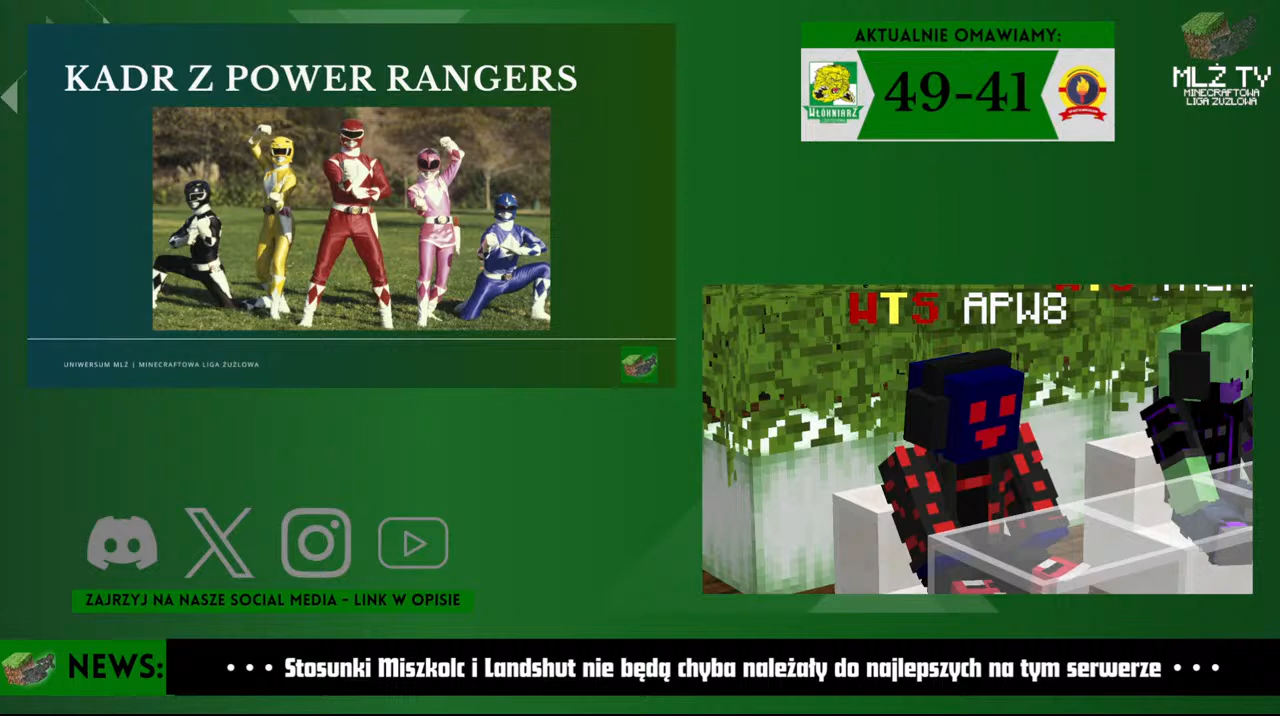 KADR Z POWER RANGERS
UNIWERSUM MLŻ | MINECRAFTOWA LIGA ŻUŻLOWA
AKTUALNIE OMAWIAMY:
WŁÓKNIARZ
49-41
MLŻ TV
MINECRAFTOWA
LIGA ŻUŻLOWA
WTS APW8
ZAJRZYJ NA NASZE SOCIAL MEDIA - LINK W OPISIE
NEWS:
• • • Stosunki Miszkolc i Landshut nie będą chyba należały do najlepszych na tym serwerze • • •